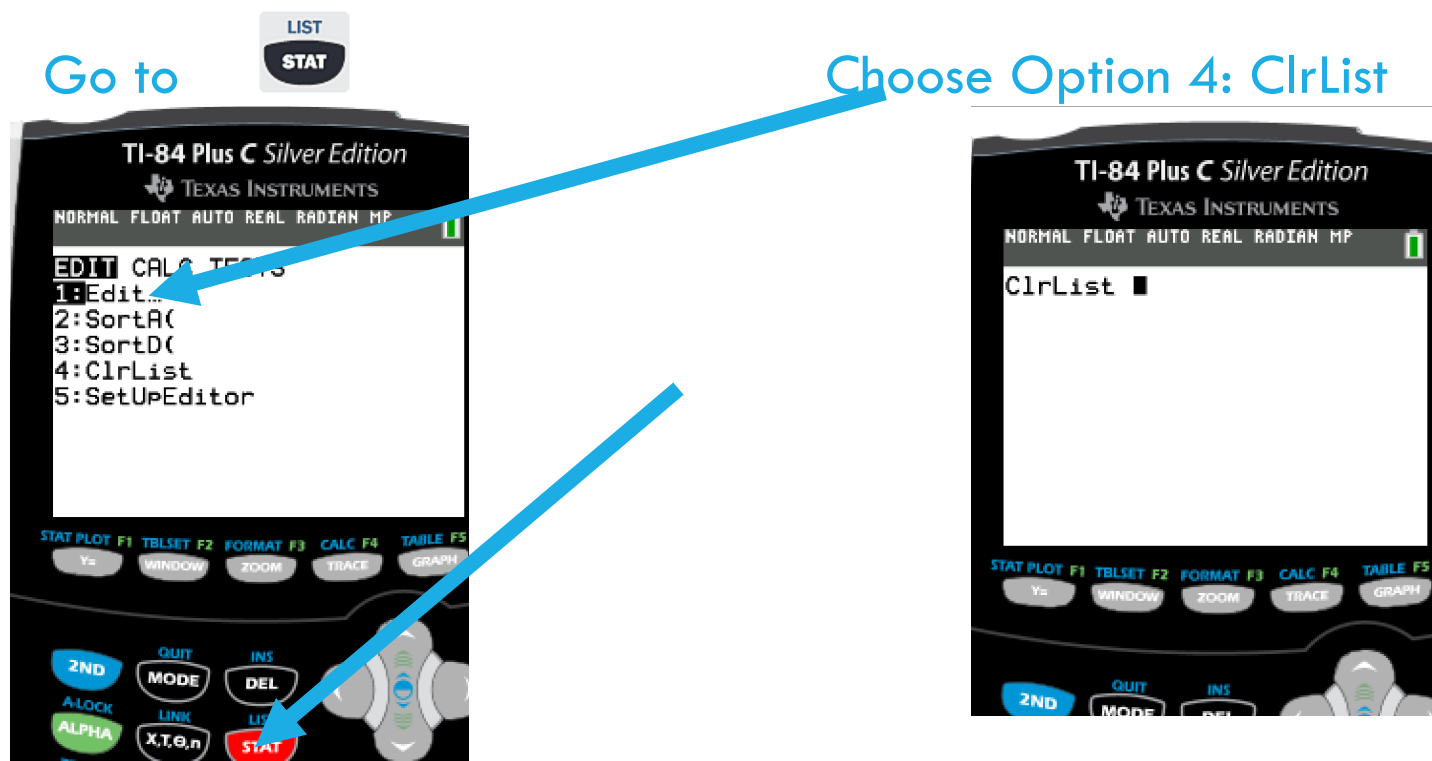 LIST
STAT
Go to
Choose Option 4: ClrList
TI-84 Plus C Silver Edition
TEXAS INSTRUMENTS
NORMAL FLOAT AUTO REAL RADIAN MP
EDIT CALC TESTS
1:Edit…
2:SortA(
3:SortD(
4:ClrList
5:SetUpEditor
STAT PLOT F1 TBLSET F2 FORMAT F3 CALC F4 TABLE F5
Y= WINDOW ZOOM TRACE GRAPH
QUIT INS
2ND MODE DEL
A-LOCK LINK LIST
ALPHA X,T,Θ,n STAT
TI-84 Plus C Silver Edition
TEXAS INSTRUMENTS
NORMAL FLOAT AUTO REAL RADIAN MP
ClrList
STAT PLOT F1 TBLSET F2 FORMAT F3 CALC F4 TABLE F5
Y= WINDOW ZOOM TRACE GRAPH
QUIT INS
2ND MODE DEL